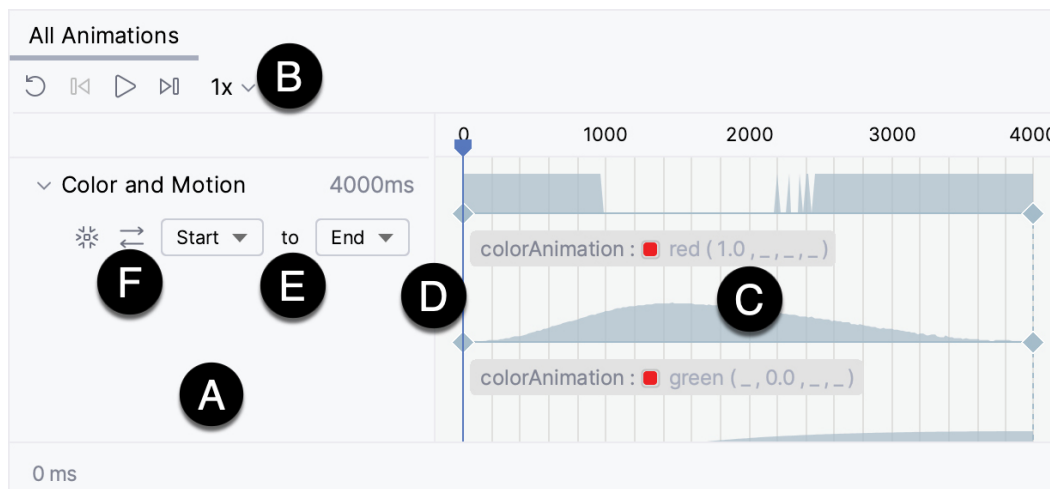 All Animations
1x B
0 1000 2000 3000 4000
Color and Motion 4000ms
Start to End
colorAnimation : red ( 1.0 , _ , _ , _ )
F E D C
colorAnimation : green ( _ , 0.0 , _ , _ )
A
0 ms